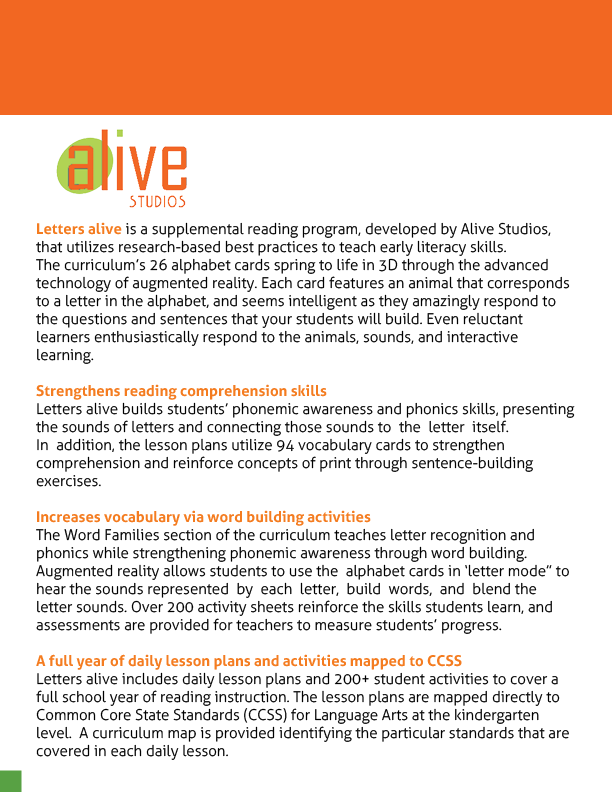 alive
STUDIOS
Letters alive is a supplemental reading program, developed by Alive Studios,
that utilizes research-based best practices to teach early literacy skills.
The curriculum's 26 alphabet cards spring to life in 3D through the advanced
technology of augmented reality. Each card features an animal that corresponds
to a letter in the alphabet, and seems intelligent as they amazingly respond to
the questions and sentences that your students will build. Even reluctant
learners enthusiastically respond to the animals, sounds, and interactive
learning.
Strengthens reading comprehension skills
Letters alive builds students' phonemic awareness and phonics skills, presenting
the sounds of letters and connecting those sounds to the letter itself.
In addition, the lesson plans utilize 94 vocabulary cards to strengthen
comprehension and reinforce concepts of print through sentence-building
exercises.
Increases vocabulary via word building activities
The Word Families section of the curriculum teaches letter recognition and
phonics while strengthening phonemic awareness through word building.
Augmented reality allows students to use the alphabet cards in 'letter mode" to
hear the sounds represented by each letter, build words, and blend the
letter sounds. Over 200 activity sheets reinforce the skills students learn, and
assessments are provided for teachers to measure students' progress.
A full year of daily lesson plans and activities mapped to CCSS
Letters alive includes daily lesson plans and 200+ student activities to cover a
full school year of reading instruction. The lesson plans are mapped directly to
Common Core State Standards (CCSS) for Language Arts at the kindergarten
level. A curriculum map is provided identifying the particular standards that are
covered in each daily lesson.